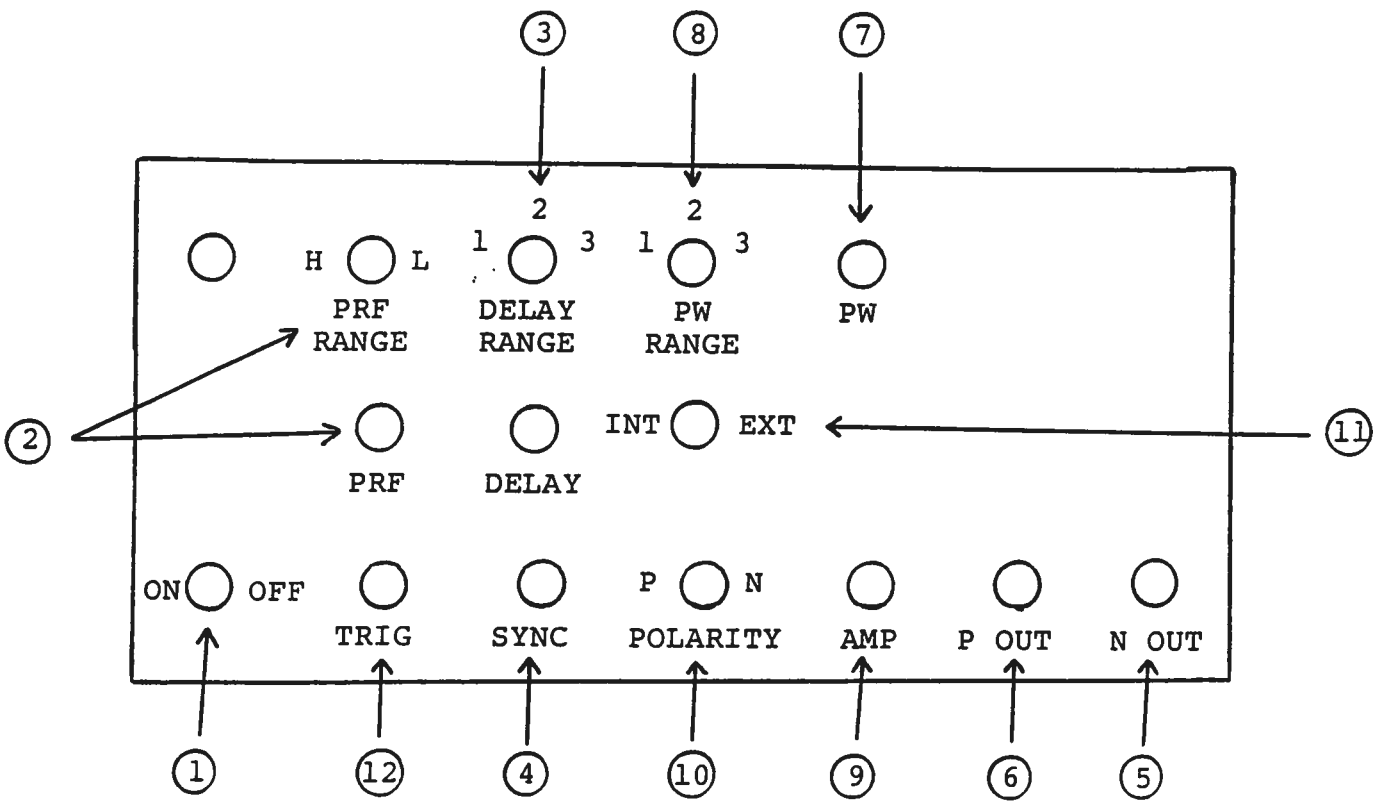 3 8 7
2 2
1 3 1 3
H L
PRF DELAY PW PW
RANGE RANGE RANGE
2 INT EXT 11
PRF DELAY
ON OFF P N
TRIG SYNC POLARITY AMP P OUT N OUT
1 12 4 10 9 6 5